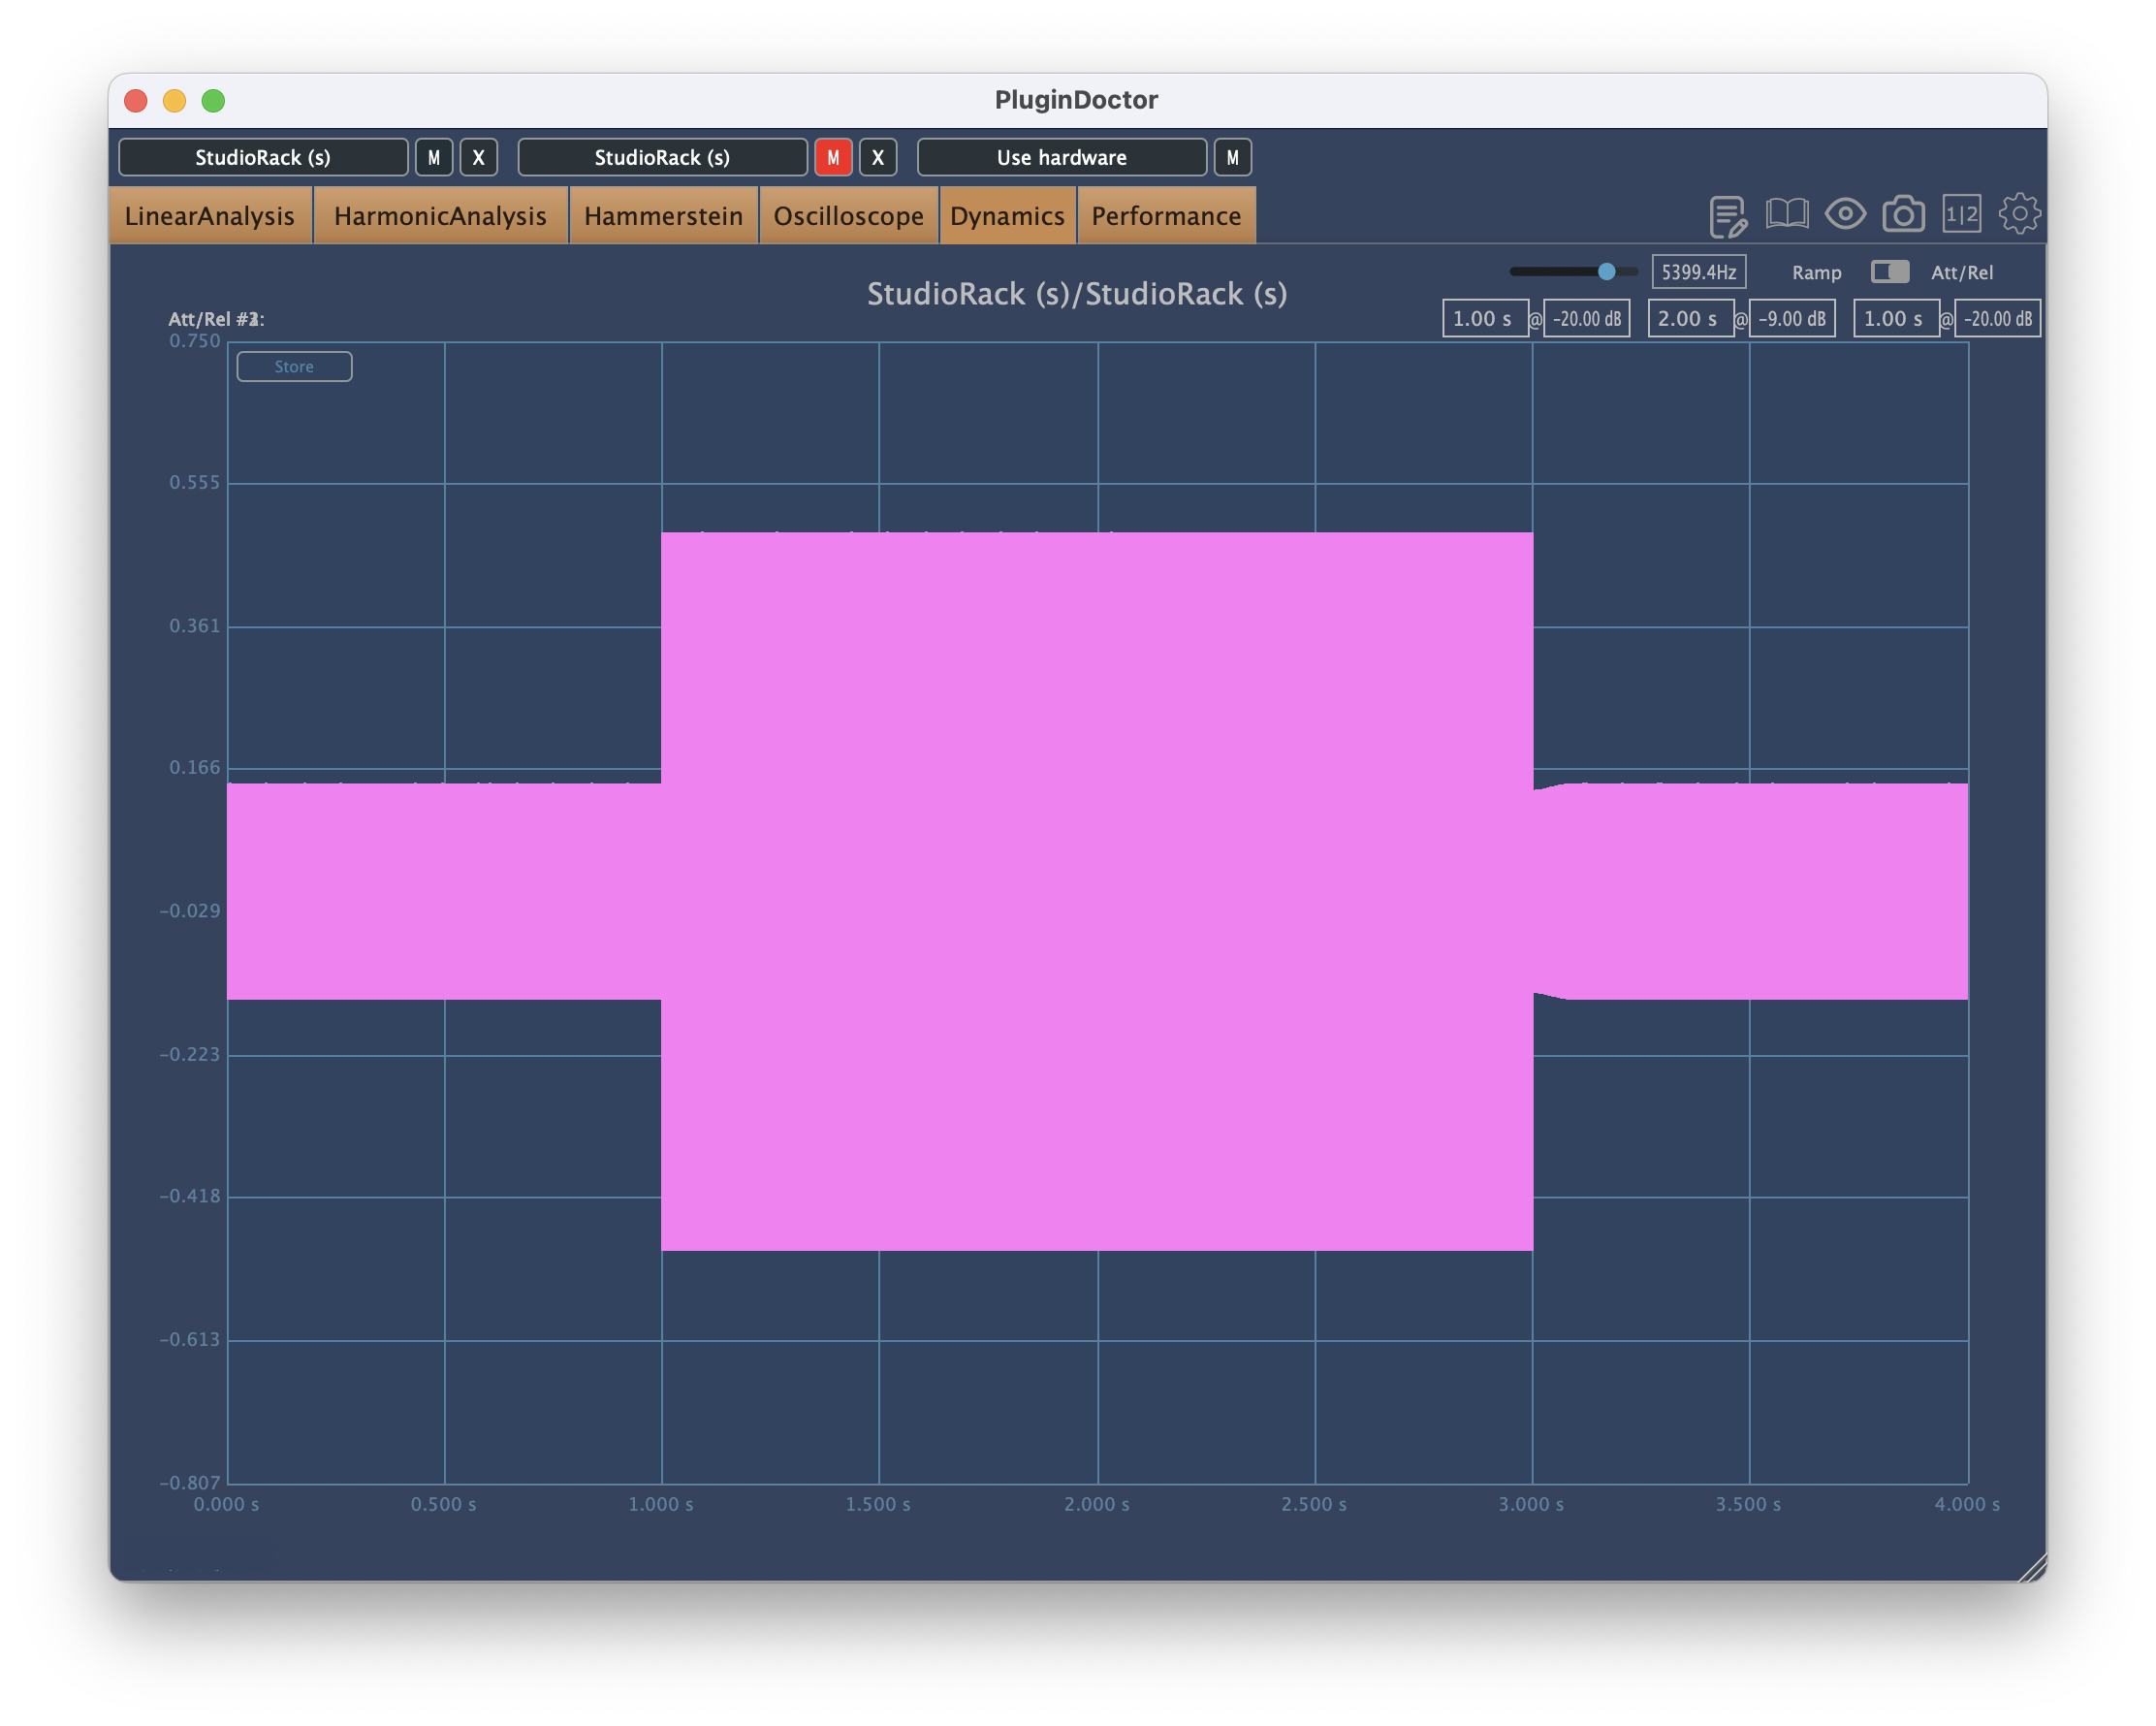 PluginDoctor
StudioRack (s) M X StudioRack (s) M X Use hardware M
LinearAnalysis HarmonicAnalysis Hammerstein Oscilloscope Dynamics Performance 1|2
5399.4Hz Ramp Att/Rel
StudioRack (s)/StudioRack (s)
Att/Rel 1.00 s @ -20.00 dB 2.00 s @ -9.00 dB 1.00 s @ -20.00 dB
0.750
Store
0.555
0.361
0.166
-0.029
-0.223
-0.418
-0.613
-0.807
0.000 s 0.500 s 1.000 s 1.500 s 2.000 s 2.500 s 3.000 s 3.500 s 4.000 s